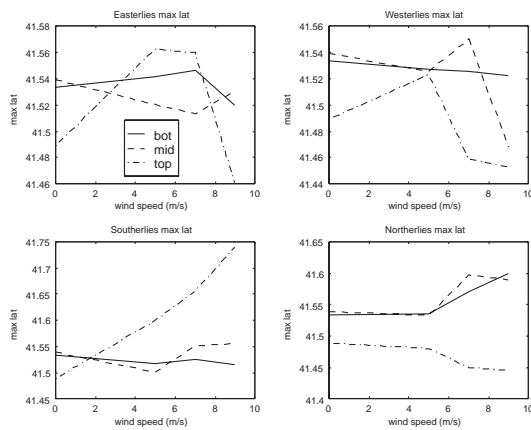 Easterlies max lat
41.58
41.56
41.54
41.52
41.5
41.48
41.46
max lat
bot
mid
top
0 2 4 6 8 10
wind speed (m/s)
Westerlies max lat
41.56
41.54
41.52
41.5
41.48
41.46
41.44
max lat
0 2 4 6 8 10
wind speed (m/s)
Southerlies max lat
41.75
41.7
41.65
41.6
41.55
41.5
41.45
max lat
0 2 4 6 8 10
wind speed (m/s)
Northerlies max lat
41.65
41.6
41.55
41.5
41.45
41.4
max lat
0 2 4 6 8 10
wind speed (m/s)